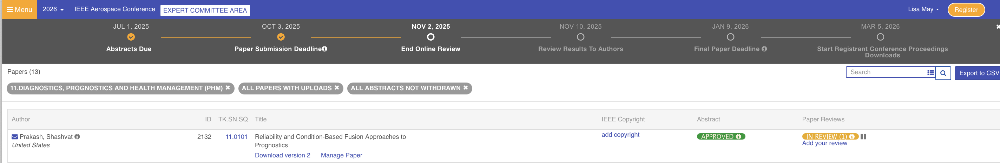 Menu 2026 IEEE Aerospace Conference EXPERT COMMITTEE AREA Lisa May Register
JUL 1, 2025 OCT 3, 2025 NOV 2, 2025 NOV 10, 2025 JAN 9, 2026 MAR 5, 2026
Abstracts Due Paper Submission Deadline End Online Review Review Results To Authors Final Paper Deadline Start Registrant Conference Proceedings
Downloads
Papers (13) Search Export to CSV
11.DIAGNOSTICS, PROGNOSTICS AND HEALTH MANAGEMENT (PHM) ALL PAPERS WITH UPLOADS ALL ABSTRACTS NOT WITHDRAWN
Author ID TK.SN.SQ Title IEEE Copyright Abstract Paper Reviews
Prakash, Shashvat 2132 11.0101 Reliability and Condition-Based Fusion Approaches to add copyright APPROVED IN REVIEW (1)
United States Prognostics Add your review
Download version 2 Manage Paper